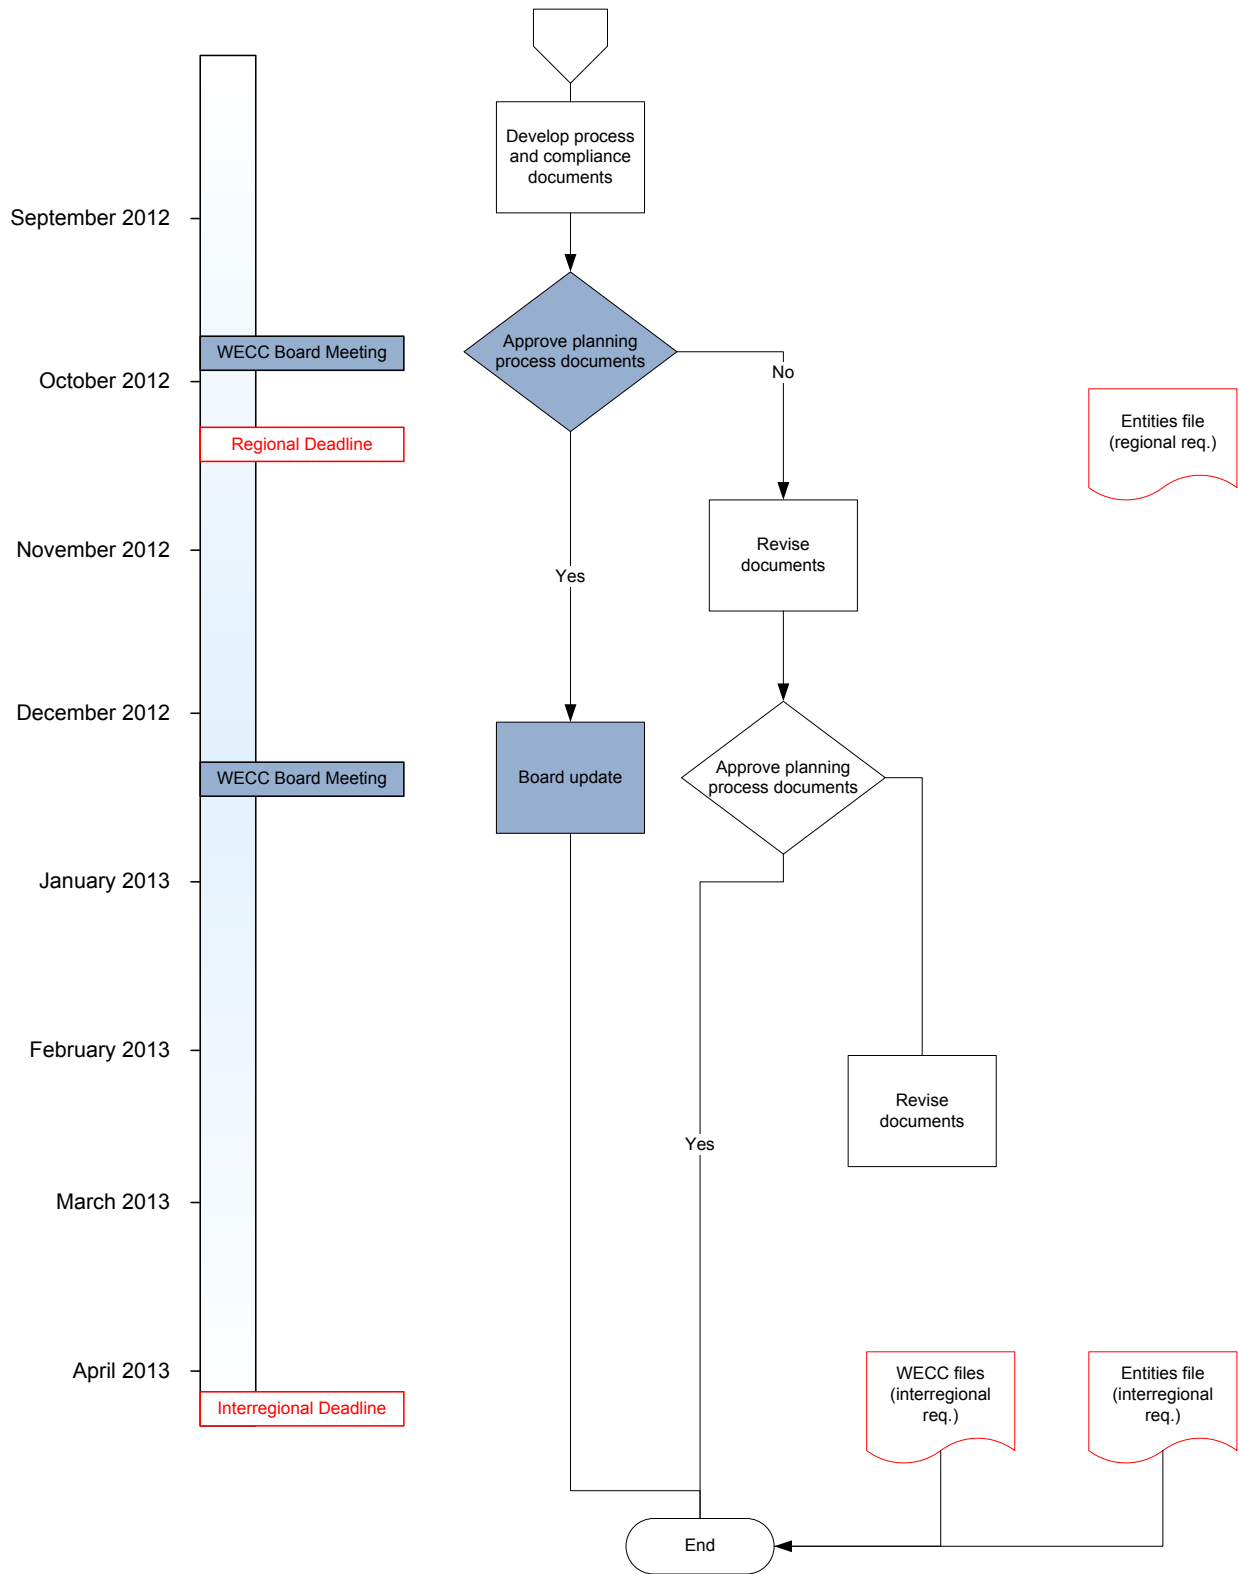 Develop process
and compliance
documents
September 2012
WECC Board Meeting
Approve planning
process documents
No
October 2012
Entities file
(regional req.)
Regional Deadline
November 2012
Revise
documents
Yes
December 2012
WECC Board Meeting
Board update
Approve planning
process documents
January 2013
February 2013
Revise
documents
Yes
March 2013
April 2013
WECC files
(interregional
req.)
Entities file
(interregional
req.)
Interregional Deadline
End